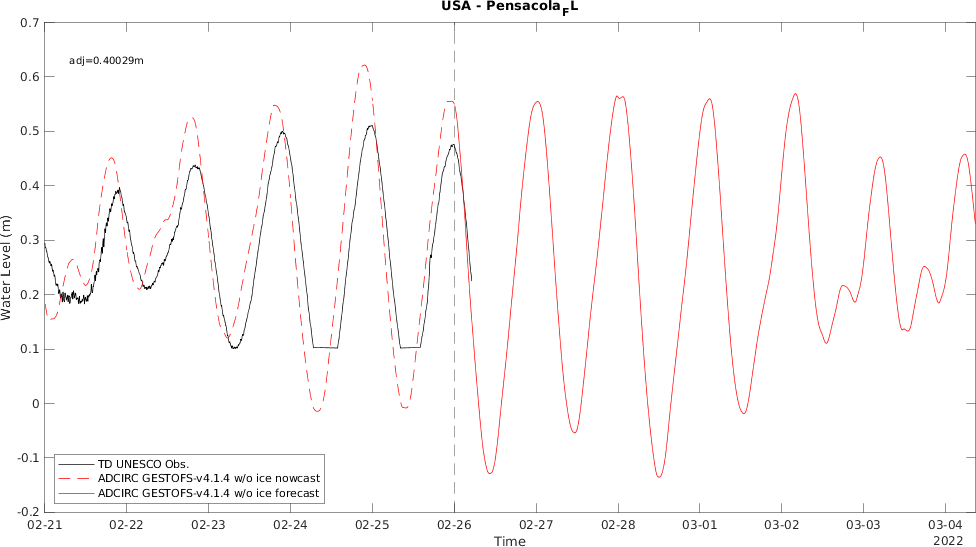 USA - Pensacola_FL
0.7
0.6
0.5
0.4
0.3
0.2
0.1
0
-0.1
-0.2
Water Level (m)
adj=0.40029m
TD UNESCO Obs.
ADCIRC GESTOFS-v4.1.4 w/o ice nowcast
ADCIRC GESTOFS-v4.1.4 w/o ice forecast
02-21 02-22 02-23 02-24 02-25 02-26 02-27 02-28 03-01 03-02 03-03 03-04
Time 2022